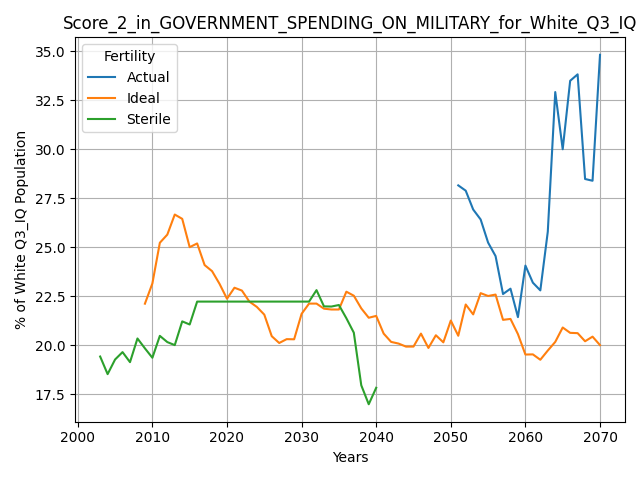 Score_2_in_GOVERNMENT_SPENDING_ON_MILITARY_for_White_Q3_IQ
Fertility
Actual
Ideal
Sterile
% of White Q3_IQ Population
35.0
32.5
30.0
27.5
25.0
22.5
20.0
17.5
2000 2010 2020 2030 2040 2050 2060 2070
Years